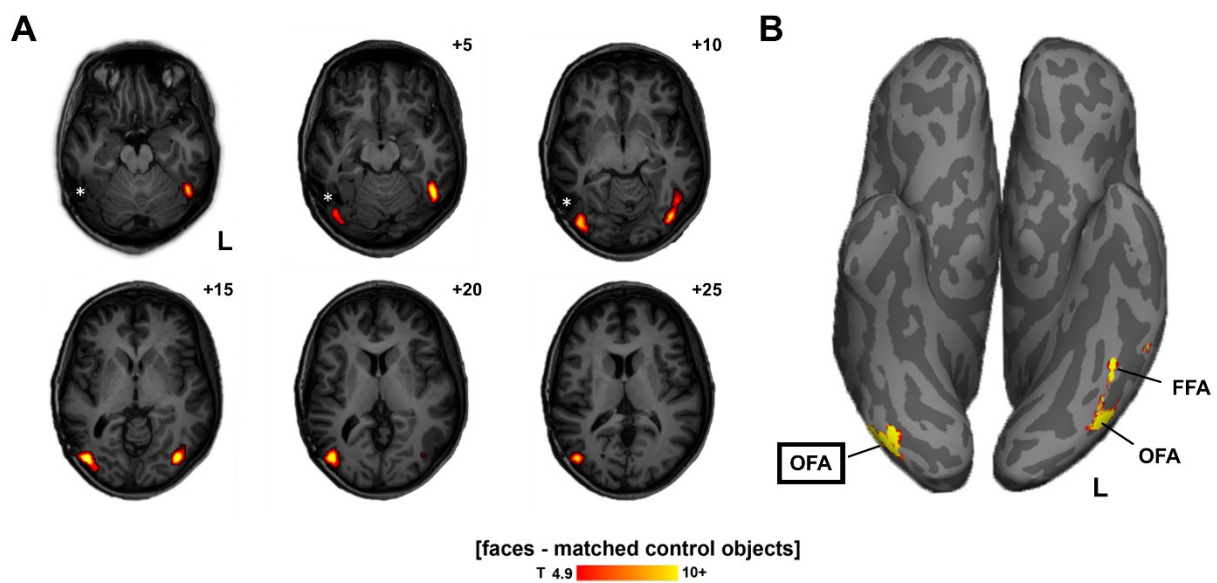 A
B
+5
+10
*
*
*
L
+15
+20
+25
FFA
OFA
OFA
L
[faces - matched control objects]
T 4.9 10+